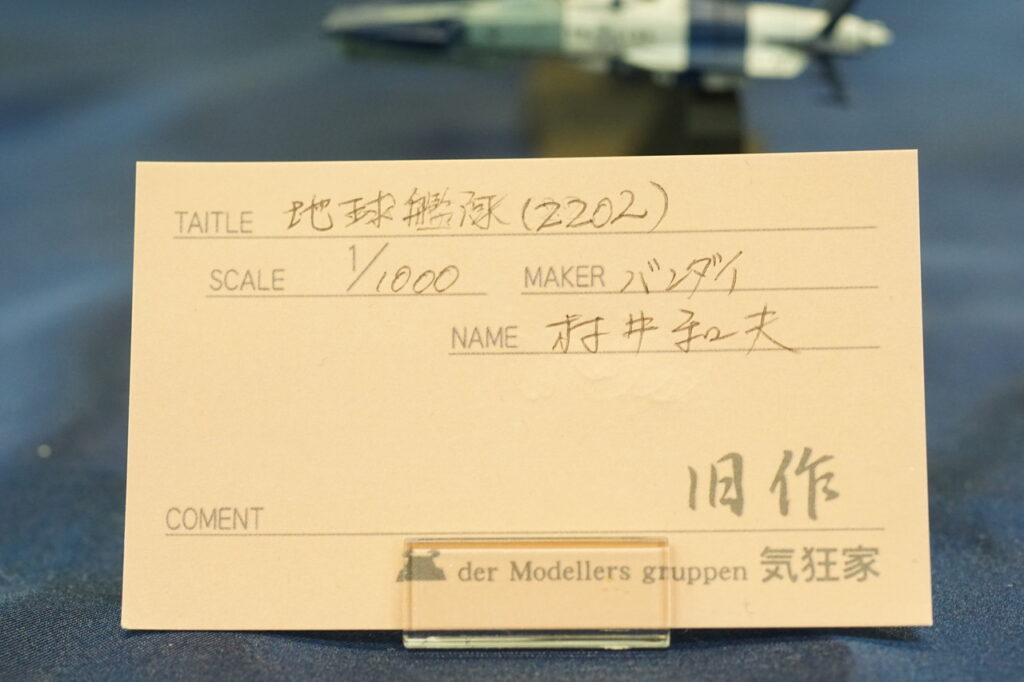 TAITLE 地球艦隊(2202)
SCALE 1/1000 MAKER バンダイ
NAME 村井和夫
旧作
COMENT
der Modellers gruppen 気狂家